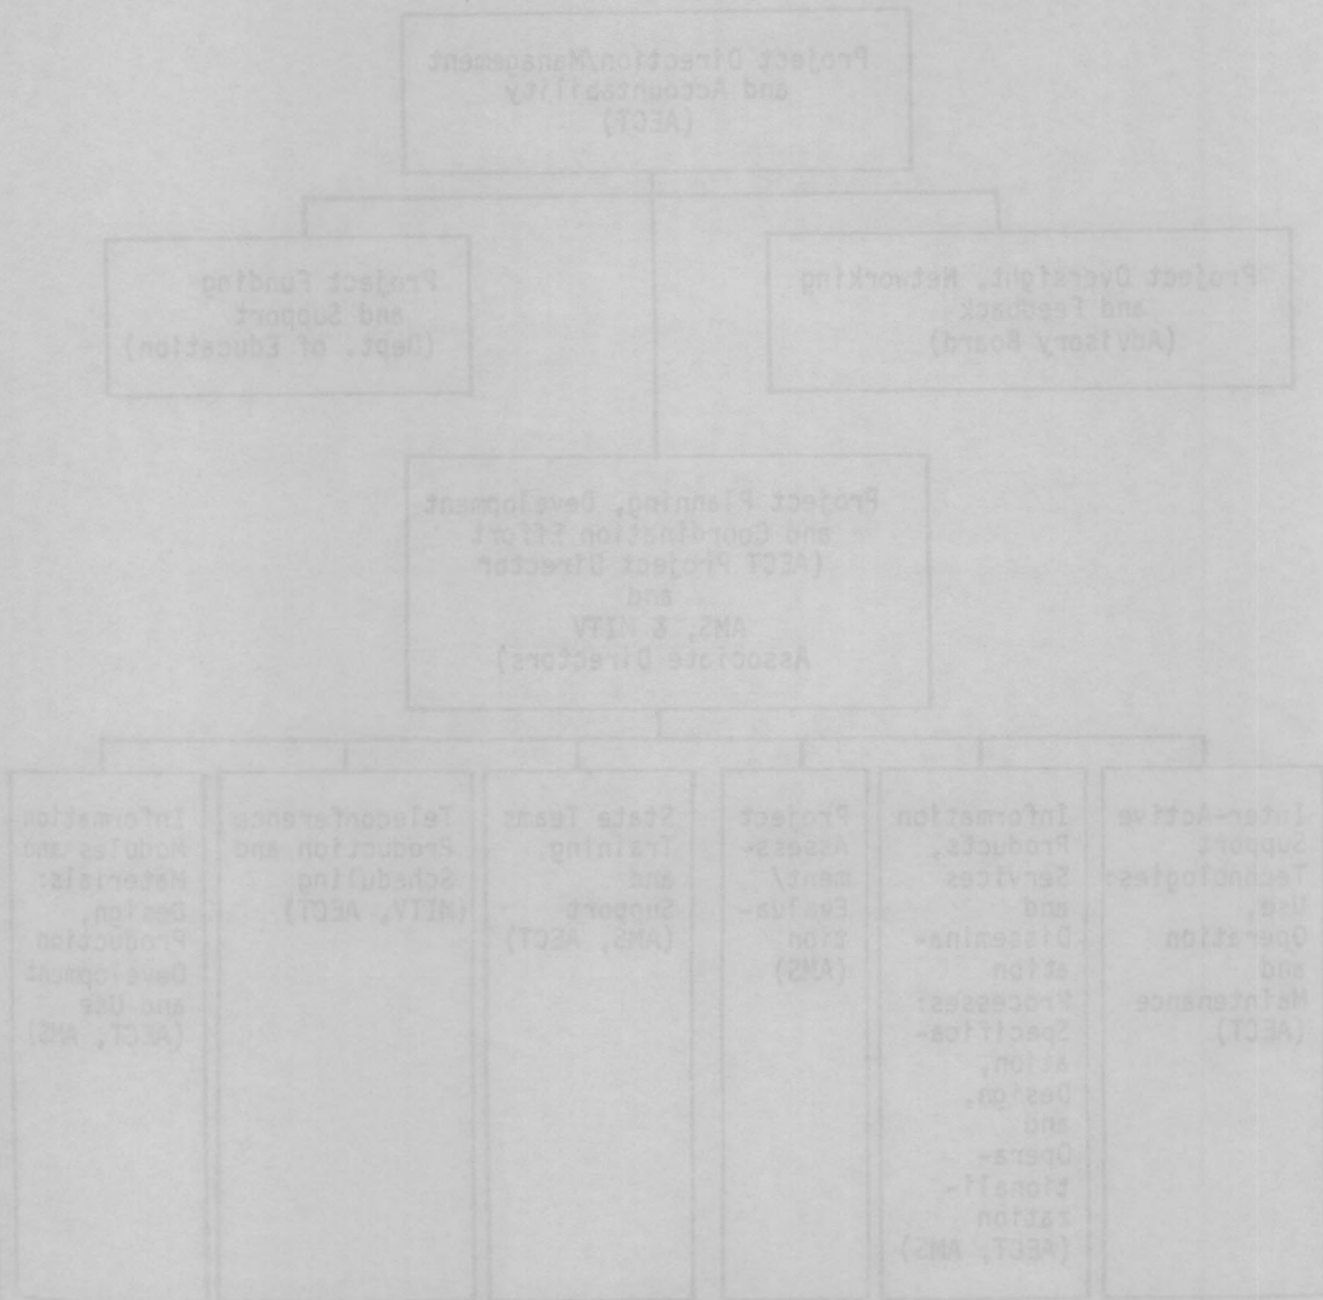 Project Direction/Management
and Accountability
(AECT)
Project Oversight, Networking
and Feedback
(Advisory Board)
Project Funding
and Support
(Dept. of Education)
Project Planning, Development
and Coordination Effort
(AECT Project Director
and
AMS, & MITV
Associate Directors)
Inter-Active
Support
Technologies:
Use,
Operation
and
Maintenance
(AECT)
Information
Products,
Services
and
Dissemina-
ation
Processes:
Specifica-
ation,
Design,
and
Opera-
tionali-
zation
(AECT, AMS)
Project
Assess-
ment/
Evalua-
tion
(AMS)
State Teams
Training
and
Support
(AMS, AECT)
Teleconference
Production and
Scheduling
(MITV, AECT)
Information
Modules and
Materials:
Design,
Production
Development
and Use
(AECT, AMS)